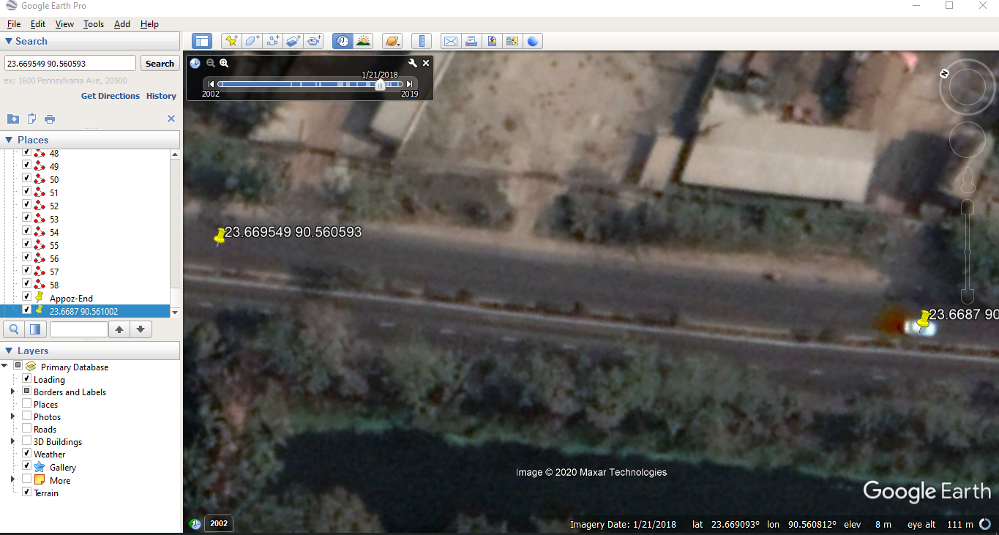 Google Earth Pro
File Edit View Tools Add Help
Search
23.669549 90.560593 Search
ex: 1600 Pennsylvania Ave, 20500
Get Directions History
Places
48
49
50
51
52
53
54
55
56
57
58
Appoz-End
23.6687 90.561002
Layers
Primary Database
Loading
Borders and Labels
Places
Photos
Roads
3D Buildings
Weather
Gallery
More
Terrain
1/21/2018
2002 2019
N
23.669549 90.560593
23.6687 90
Image © 2020 Maxar Technologies
Google Earth
2002 Imagery Date: 1/21/2018 lat 23.669093° lon 90.560812° elev 8 m eye alt 111 m